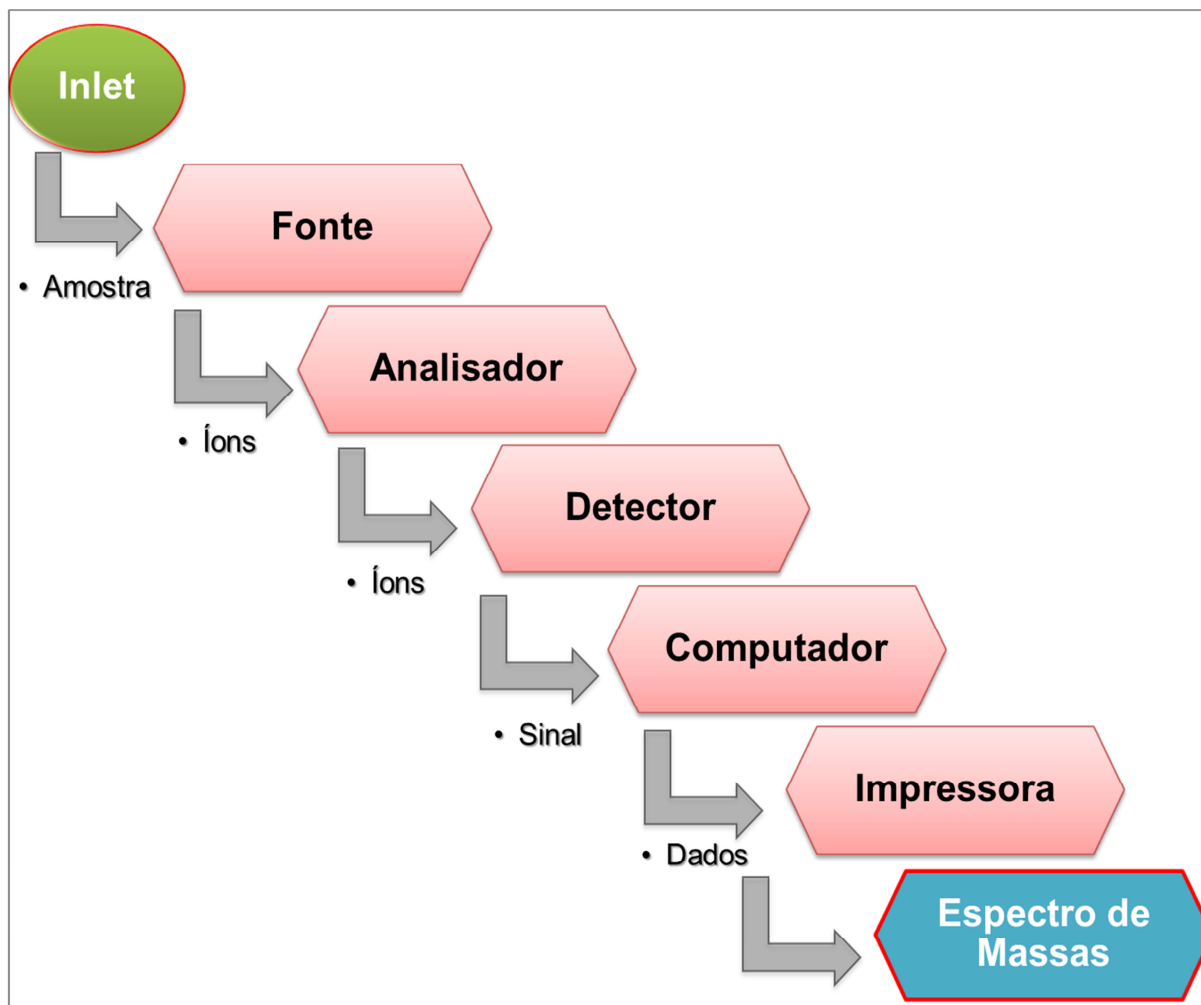 Inlet
Fonte
• Amostra
Analisador
• Íons
Detector
• Íons
Computador
• Sinal
Impressora
• Dados
Espectro de
Massas